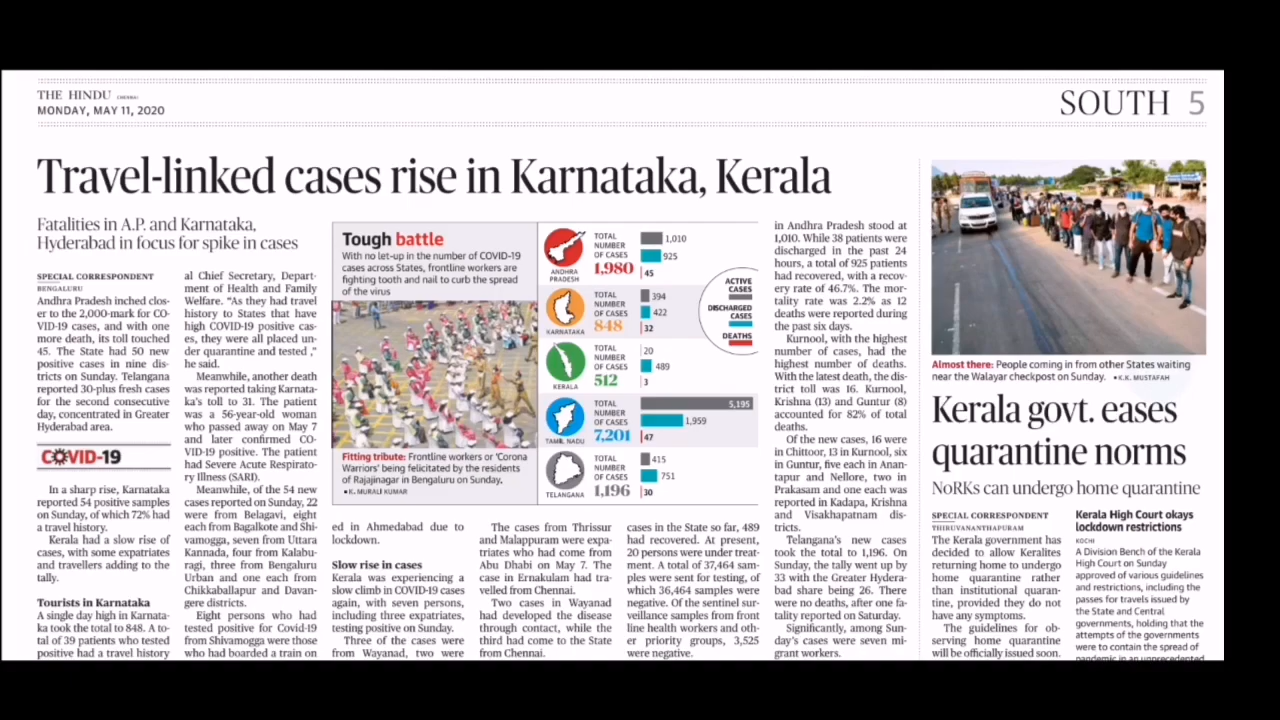 THE HINDU
MONDAY, MAY 11, 2020
SOUTH 5
Travel-linked cases rise in Karnataka, Kerala
Fatalities in A.P. and Karnataka,
Hyderabad in focus for spike in cases
SPECIAL CORRESPONDENT
BENGALURU
Andhra Pradesh inched clos-
er to the 2,000-mark for CO-
VID-19 cases, and with one
more death, its toll touched
45. The State had 50 new
positive cases in nine dis-
tricts on Sunday. Telangana
reported 30-plus fresh cases
for the second consecutive
day, concentrated in Greater
Hyderabad area.
COVID-19
In a sharp rise, Karnataka
reported 54 positive samples
on Sunday, of which 72% had
a travel history.
Kerala had a slow rise of
cases, with some expatriates
and travellers adding to the
tally.
Tourists in Karnataka
A single day high in Karnata-
ka took the total to 848. A to-
tal of 39 patients who tested
positive had a travel history
al Chief Secretary, Depart-
ment of Health and Family
Welfare. “As they had travel
history to States that have
high COVID-19 positive cas-
es, they were all placed un-
der quarantine and tested ,”
he said.
Meanwhile, another death
was reported taking Karnata-
ka's toll to 31. The patient
was a 56-year-old woman
who passed away on May 7
and later confirmed CO-
VID-19 positive. The patient
had Severe Acute Respirato-
ry Illness (SARI).
Meanwhile, of the 54 new
cases reported on Sunday, 22
were from Belagavi, eight
each from Bagalkote and Shi-
vamogga, seven from Uttara
Kannada, four from Kalabu-
ragi, three from Bengaluru
Urban and one each from
Chikkaballapur and Davan-
gere districts.
Eight persons who had
tested positive for Covid-19
from Shivamogga were those
who had boarded a train on
Tough battle
With no let-up in the number of COVID-19
cases across States, frontline workers are
fighting tooth and nail to curb the spread
of the virus
Fitting tribute: Frontline workers or 'Corona
Warriors' being felicitated by the residents
of Rajajinagar in Bengaluru on Sunday.
• K. MURALI KUMAR
ANDHRA
PRADESH
TOTAL
NUMBER
OF CASES
1,980
1,010
925
45
KARNATAKA
TOTAL
NUMBER
OF CASES
848
394
422
32
KERALA
TOTAL
NUMBER
OF CASES
512
20
489
3
TAMIL NADU
TOTAL
NUMBER
OF CASES
7,201
5,195
1,959
47
TELANGANA
TOTAL
NUMBER
OF CASES
1,196
415
751
30
ACTIVE
CASES
DISCHARGED
CASES
DEATHS
ed in Ahmedabad due to
lockdown.
Slow rise in cases
Kerala was experiencing a
slow climb in COVID-19 cases
again, with seven persons,
including three expatriates,
testing positive on Sunday.
Three of the cases were
from Wayanad, two were
The cases from Thrissur
and Malappuram were expa-
triates who had come from
Abu Dhabi on May 7. The
case in Ernakulam had tra-
velled from Chennai.
Two cases in Wayanad
had developed the disease
through contact, while the
third had come to the State
from Chennai.
cases in the State so far, 489
had recovered. At present,
20 persons were under treat-
ment. A total of 37,464 sam-
ples were sent for testing, of
which 36,464 samples were
negative. Of the sentinel sur-
veillance samples from front
line health workers and oth-
er priority groups, 3,525
were negative.
in Andhra Pradesh stood at
1,010. While 38 patients were
discharged in the past 24
hours, a total of 925 patients
had recovered, with a recov-
ery rate of 46.7%. The mor-
tality rate was 2.2% as 12
deaths were reported during
the past six days.
Kurnool, with the highest
number of cases, had the
highest number of deaths.
With the latest death, the dis-
trict toll was 16. Kurnool,
Krishna (13) and Guntur (8)
accounted for 82% of total
deaths.
Of the new cases, 16 were
in Chittoor, 13 in Kurnool, six
in Guntur, five each in Anan-
tapur and Nellore, two in
Prakasam and one each was
reported in Kadapa, Krishna
and Visakhapatnam dis-
tricts.
Telangana's new cases
took the total to 1,196. On
Sunday, the tally went up by
33 with the Greater Hydera-
bad share being 26. There
were no deaths, after one fa-
tality reported on Saturday.
Significantly, among Sun-
day's cases were seven mi-
grant workers.
Almost there: People coming in from other States waiting
near the Walayar checkpost on Sunday. • K.K. MUSTAFAH
Kerala govt. eases
quarantine norms
NoRKs can undergo home quarantine
SPECIAL CORRESPONDENT
THIRUVANANTHAPURAM
The Kerala government has
decided to allow Keralites
returning home to undergo
home quarantine rather
than institutional quaran-
tine, provided they do not
have any symptoms.
The guidelines for ob-
serving home quarantine
will be officially issued soon.
Kerala High Court okays
lockdown restrictions
KOCHI
A Division Bench of the Kerala
High Court on Sunday
approved of various guidelines
and restrictions, including the
passes for travels issued by
the State and Central
governments, holding that the
attempts of the governments
were to contain the spread of
pandemic in an unprecedented